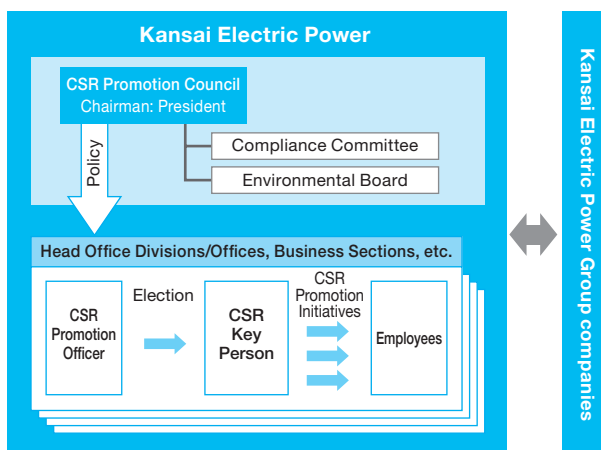 Kansai Electric Power
CSR Promotion Council
Chairman: President
Policy
Compliance Committee
Environmental Board
Head Office Divisions/Offices, Business Sections, etc.
CSR
Promotion
Officer
Election
CSR
Key
Person
CSR
Promotion
Initiatives
Employees
Kansai Electric Power Group companies